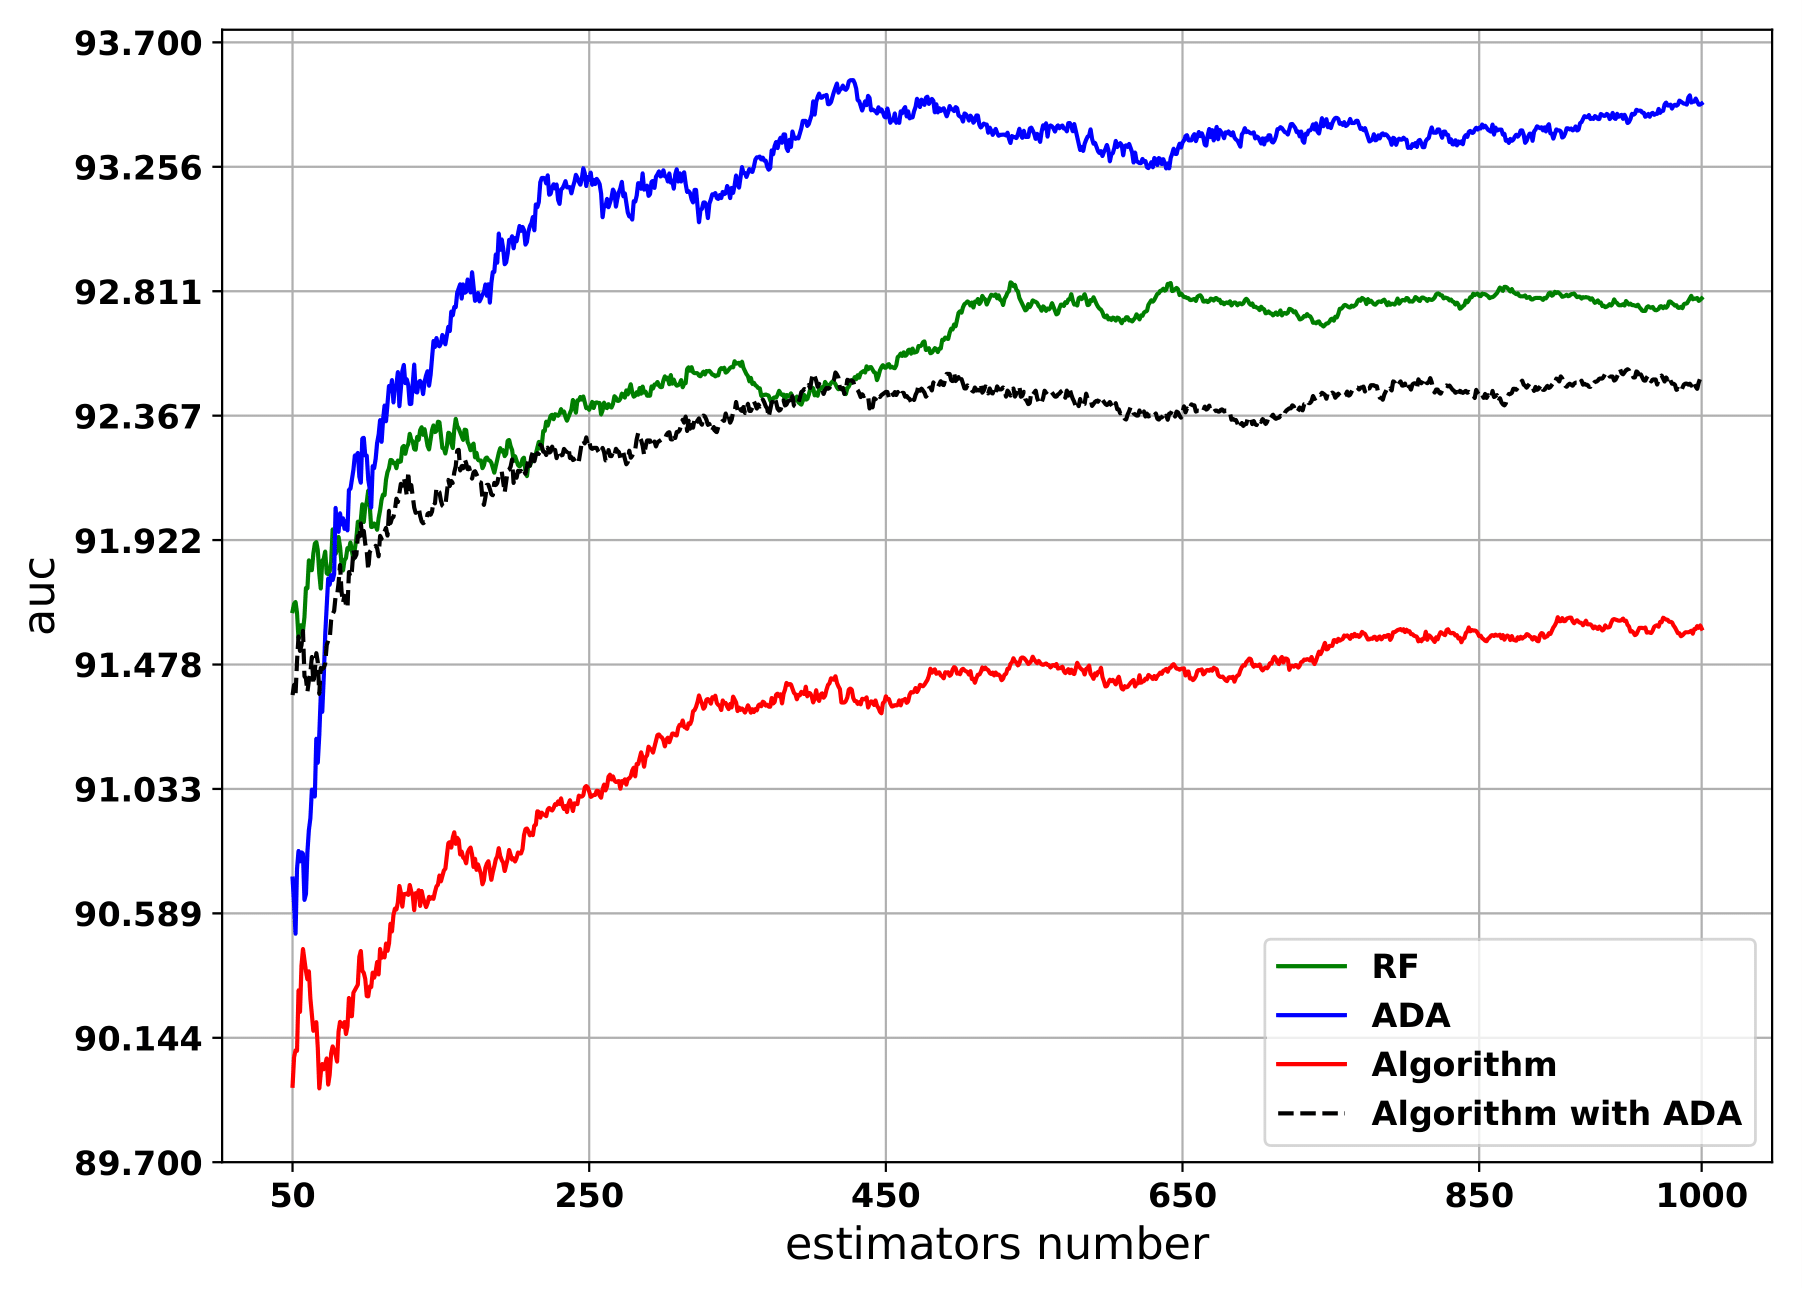 93.700
93.256
92.811
92.367
91.922
91.478
91.033
90.589
90.144
89.700
auc
50 250 450 650 850 1000
estimators number
RF
ADA
Algorithm
Algorithm with ADA